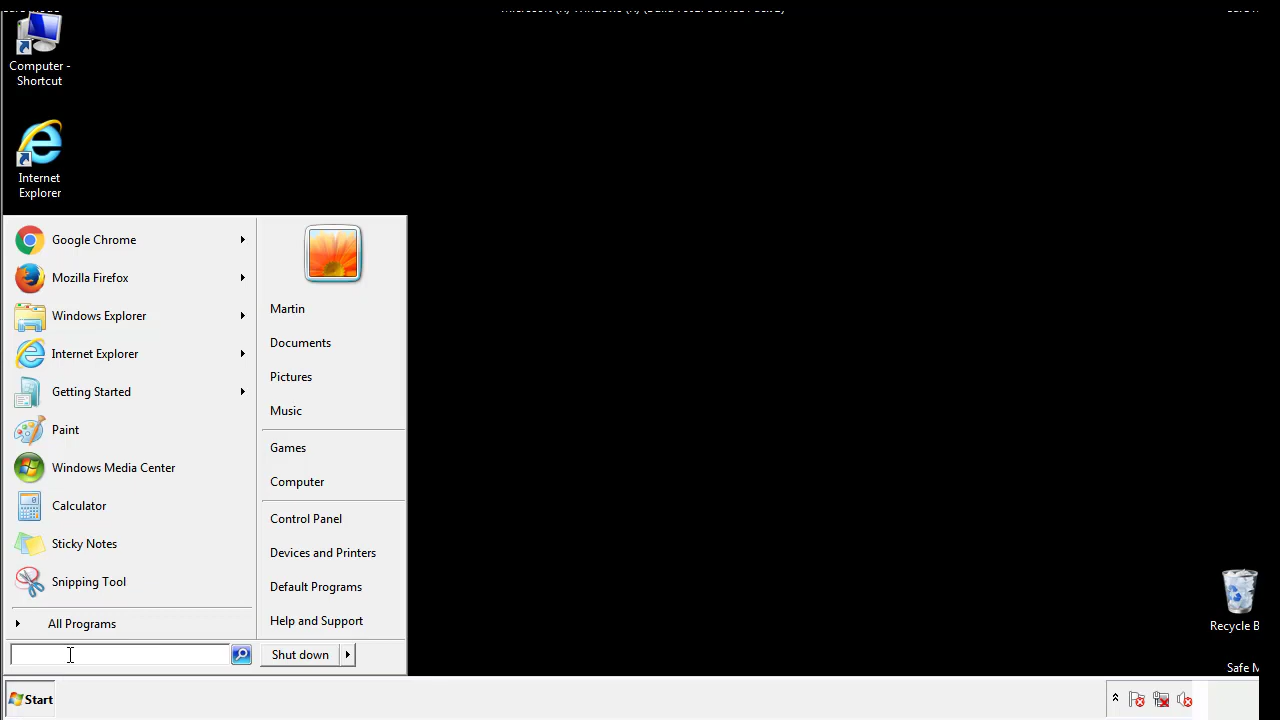 Computer -
Shortcut
Internet
Explorer
Google Chrome
Mozilla Firefox
Windows Explorer
Internet Explorer
Getting Started
Paint
Windows Media Center
Calculator
Sticky Notes
Snipping Tool
All Programs
Martin
Documents
Pictures
Music
Games
Computer
Control Panel
Devices and Printers
Default Programs
Help and Support
Shut down
Recycle B
Safe M
Start